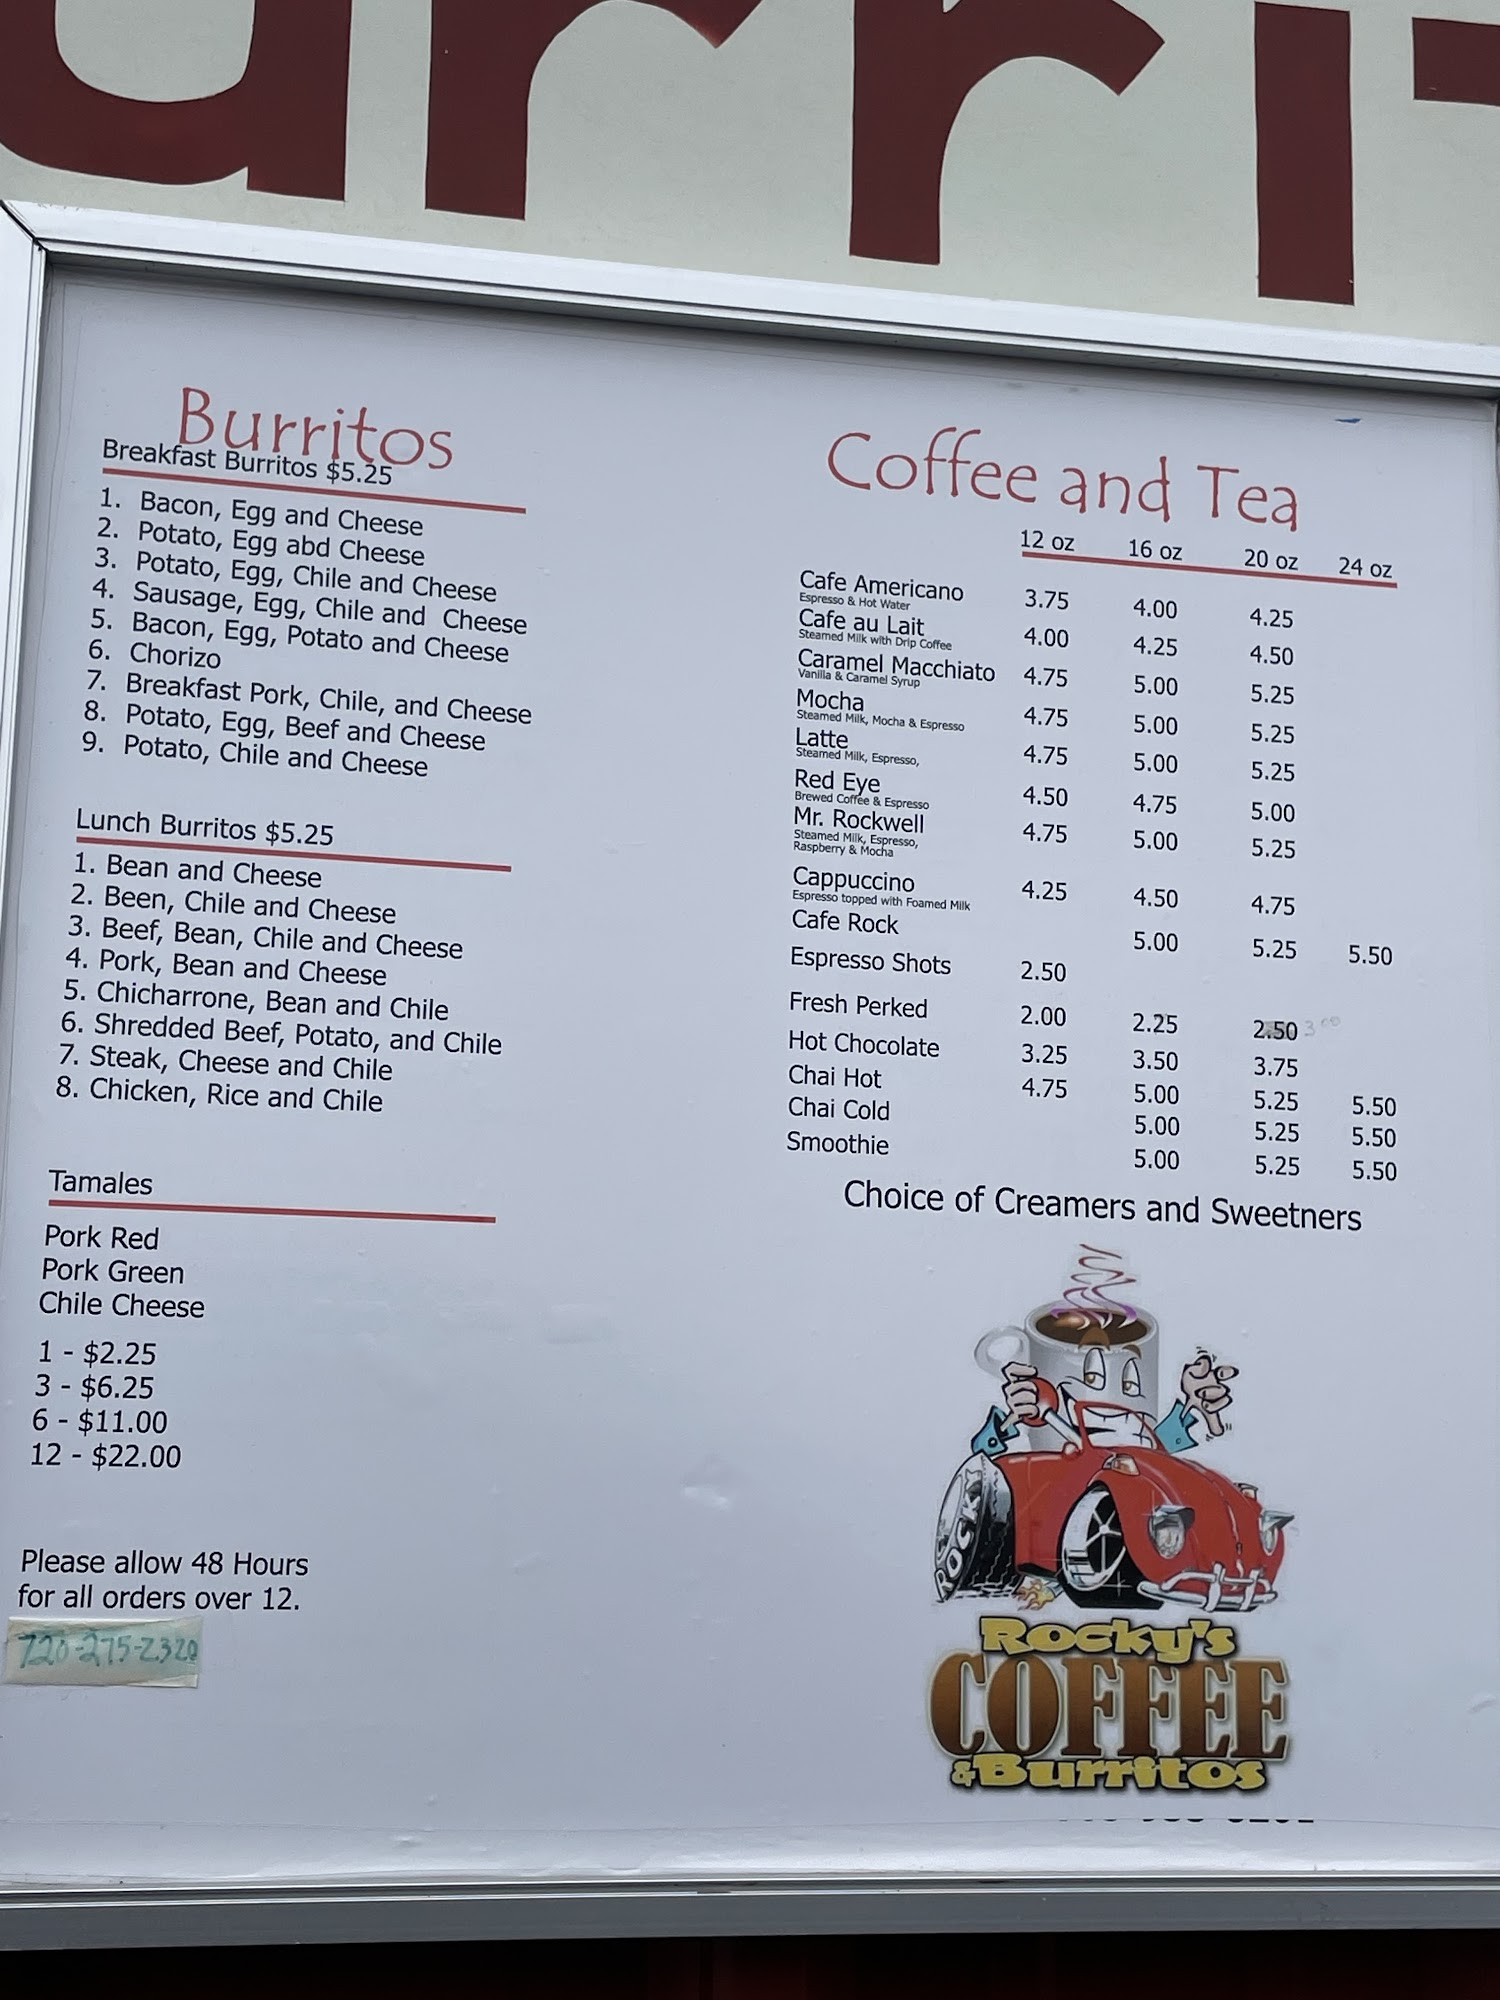 urrit
Burritos
Breakfast Burritos $5.25
1. Bacon, Egg and Cheese
2. Potato, Egg abd Cheese
3. Potato, Egg, Chile and Cheese
4. Sausage, Egg, Chile and Cheese
5. Bacon, Egg, Potato and Cheese
6. Chorizo
7. Breakfast Pork, Chile, and Cheese
8. Potato, Egg, Beef and Cheese
9. Potato, Chile and Cheese
Lunch Burritos $5.25
1. Bean and Cheese
2. Been, Chile and Cheese
3. Beef, Bean, Chile and Cheese
4. Pork, Bean and Cheese
5. Chicharrone, Bean and Chile
6. Shredded Beef, Potato, and Chile
7. Steak, Cheese and Chile
8. Chicken, Rice and Chile
Tamales
Pork Red
Pork Green
Chile Cheese
1 - $2.25
3 - $6.25
6 - $11.00
12 - $22.00
Please allow 48 Hours
for all orders over 12.
720-275-2320
Coffee and Tea
12 oz 16 oz 20 oz 24 oz
Cafe Americano 3.75 4.00 4.25
Espresso & Hot Water
Cafe au Lait 4.00 4.25 4.50
Steamed Milk with Drip Coffee
Caramel Macchiato 4.75 5.00 5.25
Vanilla & Caramel Syrup
Mocha 4.75 5.00 5.25
Steamed Milk, Mocha & Espresso
Latte 4.75 5.00 5.25
Steamed Milk, Espresso,
Red Eye 4.50 4.75 5.00
Brewed Coffee & Espresso
Mr. Rockwell 4.75 5.00 5.25
Steamed Milk, Espresso,
Raspberry & Mocha
Cappuccino 4.25 4.50 4.75
Espresso topped with Foamed Milk
Cafe Rock 5.00 5.25 5.50
Espresso Shots 2.50
Fresh Perked 2.00 2.25 2.50 3.00
Hot Chocolate 3.25 3.50 3.75
Chai Hot 4.75 5.00 5.25 5.50
Chai Cold 5.00 5.25 5.50
Smoothie 5.00 5.25 5.50
Choice of Creamers and Sweetners
ROCKY
Rocky's
COFFEE
&Burritos